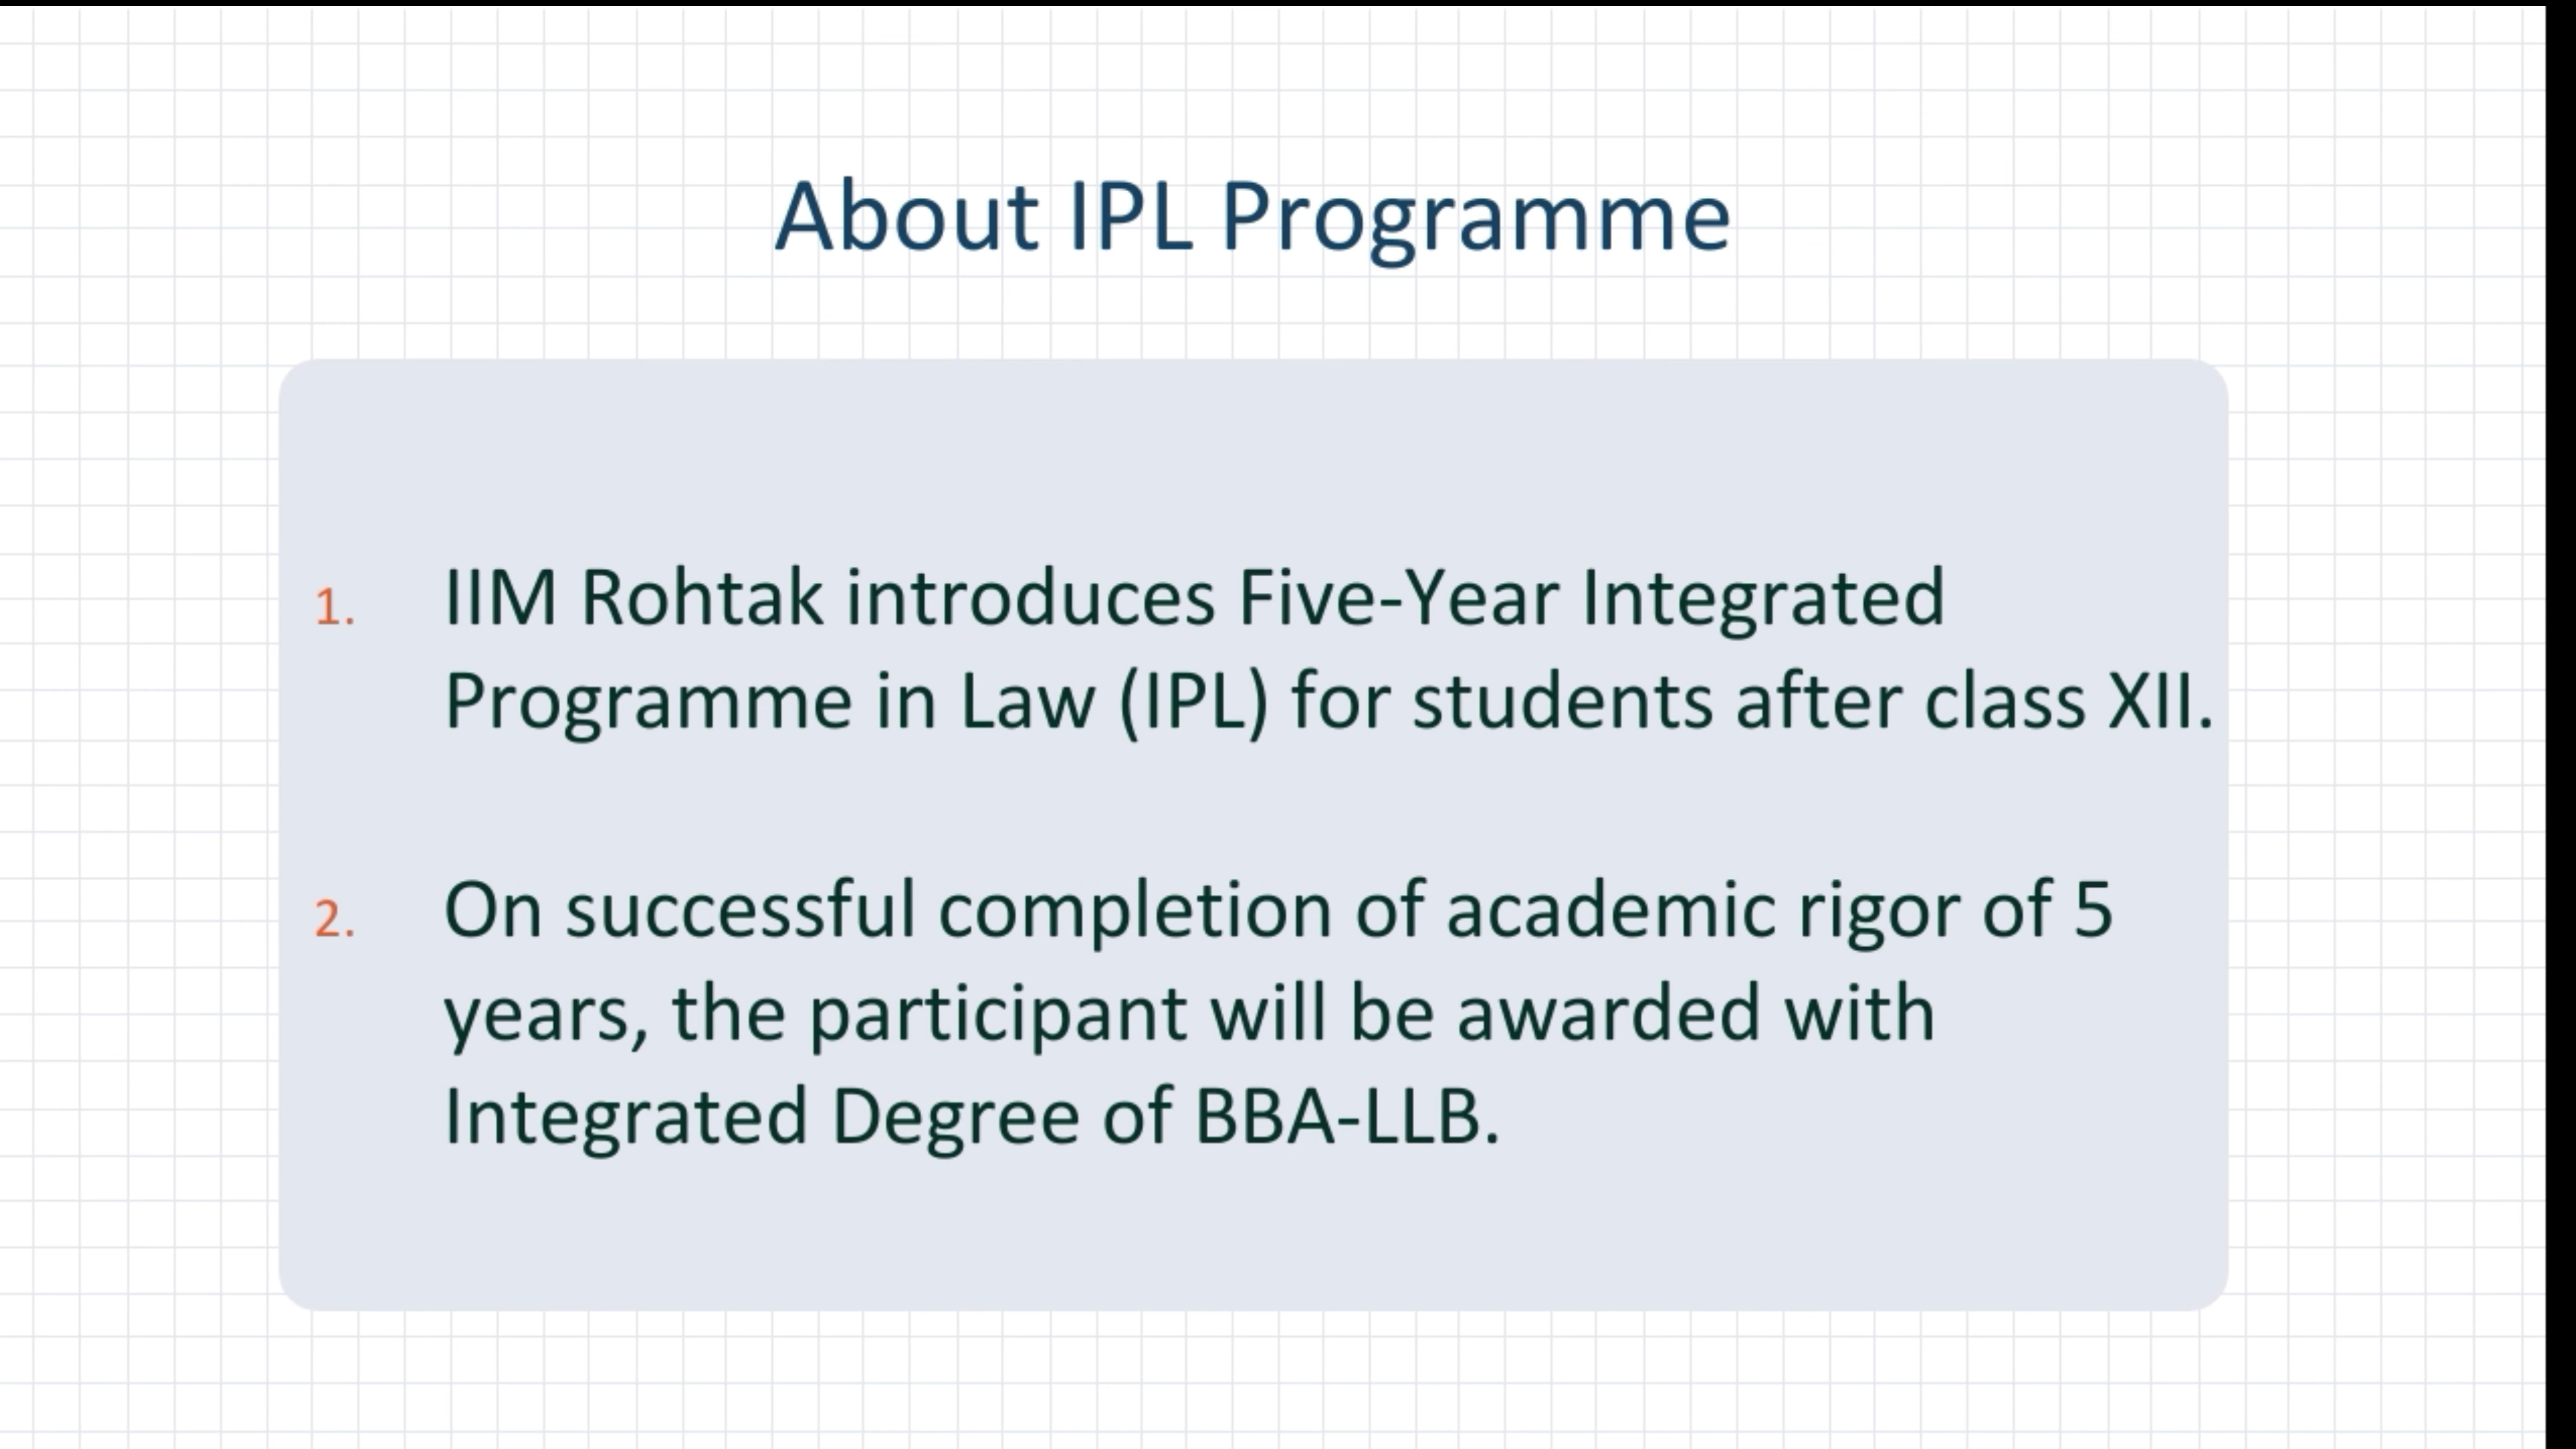 About IPL Programme
1. IIM Rohtak introduces Five-Year Integrated
Programme in Law (IPL) for students after class XII.
2. On successful completion of academic rigor of 5
years, the participant will be awarded with
Integrated Degree of BBA-LLB.